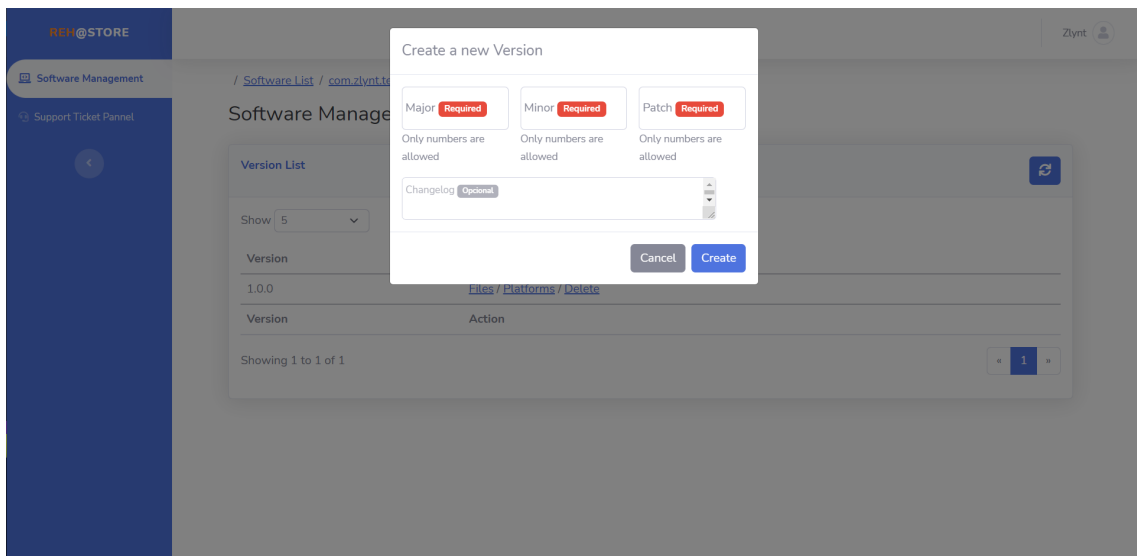 REH@STORE
Software Management
Support Ticket Pannel
Zlynt
/ Software List / com.zlynt.te
Software Manage
Version List
Show 5
Version
1.0.0 Files / Platforms / Delete
Version Action
Showing 1 to 1 of 1
« 1 »
Create a new Version
Major Required Minor Required Patch Required
Only numbers are allowed Only numbers are allowed Only numbers are allowed
Changelog Opcional
Cancel Create